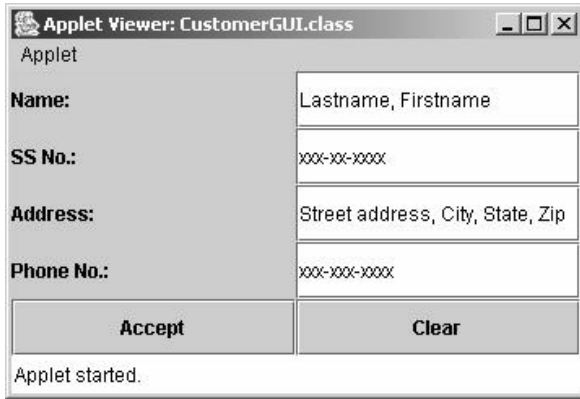 Applet Viewer: CustomerGUI.class
Applet
Name: Lastname, Firstname
SS No.: xxx-xx-xxxx
Address: Street address, City, State, Zip
Phone No.: xxx-xxx-xxxx
Accept Clear
Applet started.